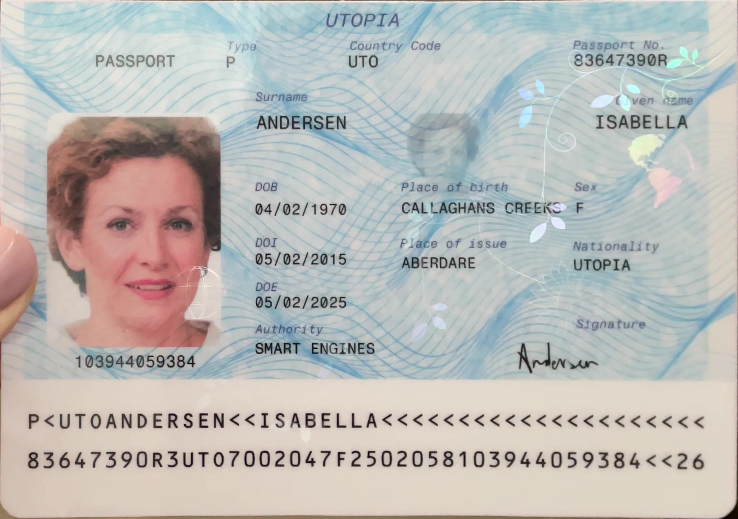 UTOPIA
PASSPORT Type Country Code Passport No.
P UTO 83647390R
Surname Given name
ANDERSEN ISABELLA
DOB Place of birth Sex
04/02/1970 CALLAGHANS CREEKS F
DOI Place of issue Nationality
05/02/2015 ABERDARE UTOPIA
DOE
05/02/2025
Authority Signature
SMART ENGINES Andersen
103944059384
P<UTOANDERSEN<<ISABELLA<<<<<<<<<<<<<<<<<<<<<
83647390R3UTO7002047F2502058103944059384<<26